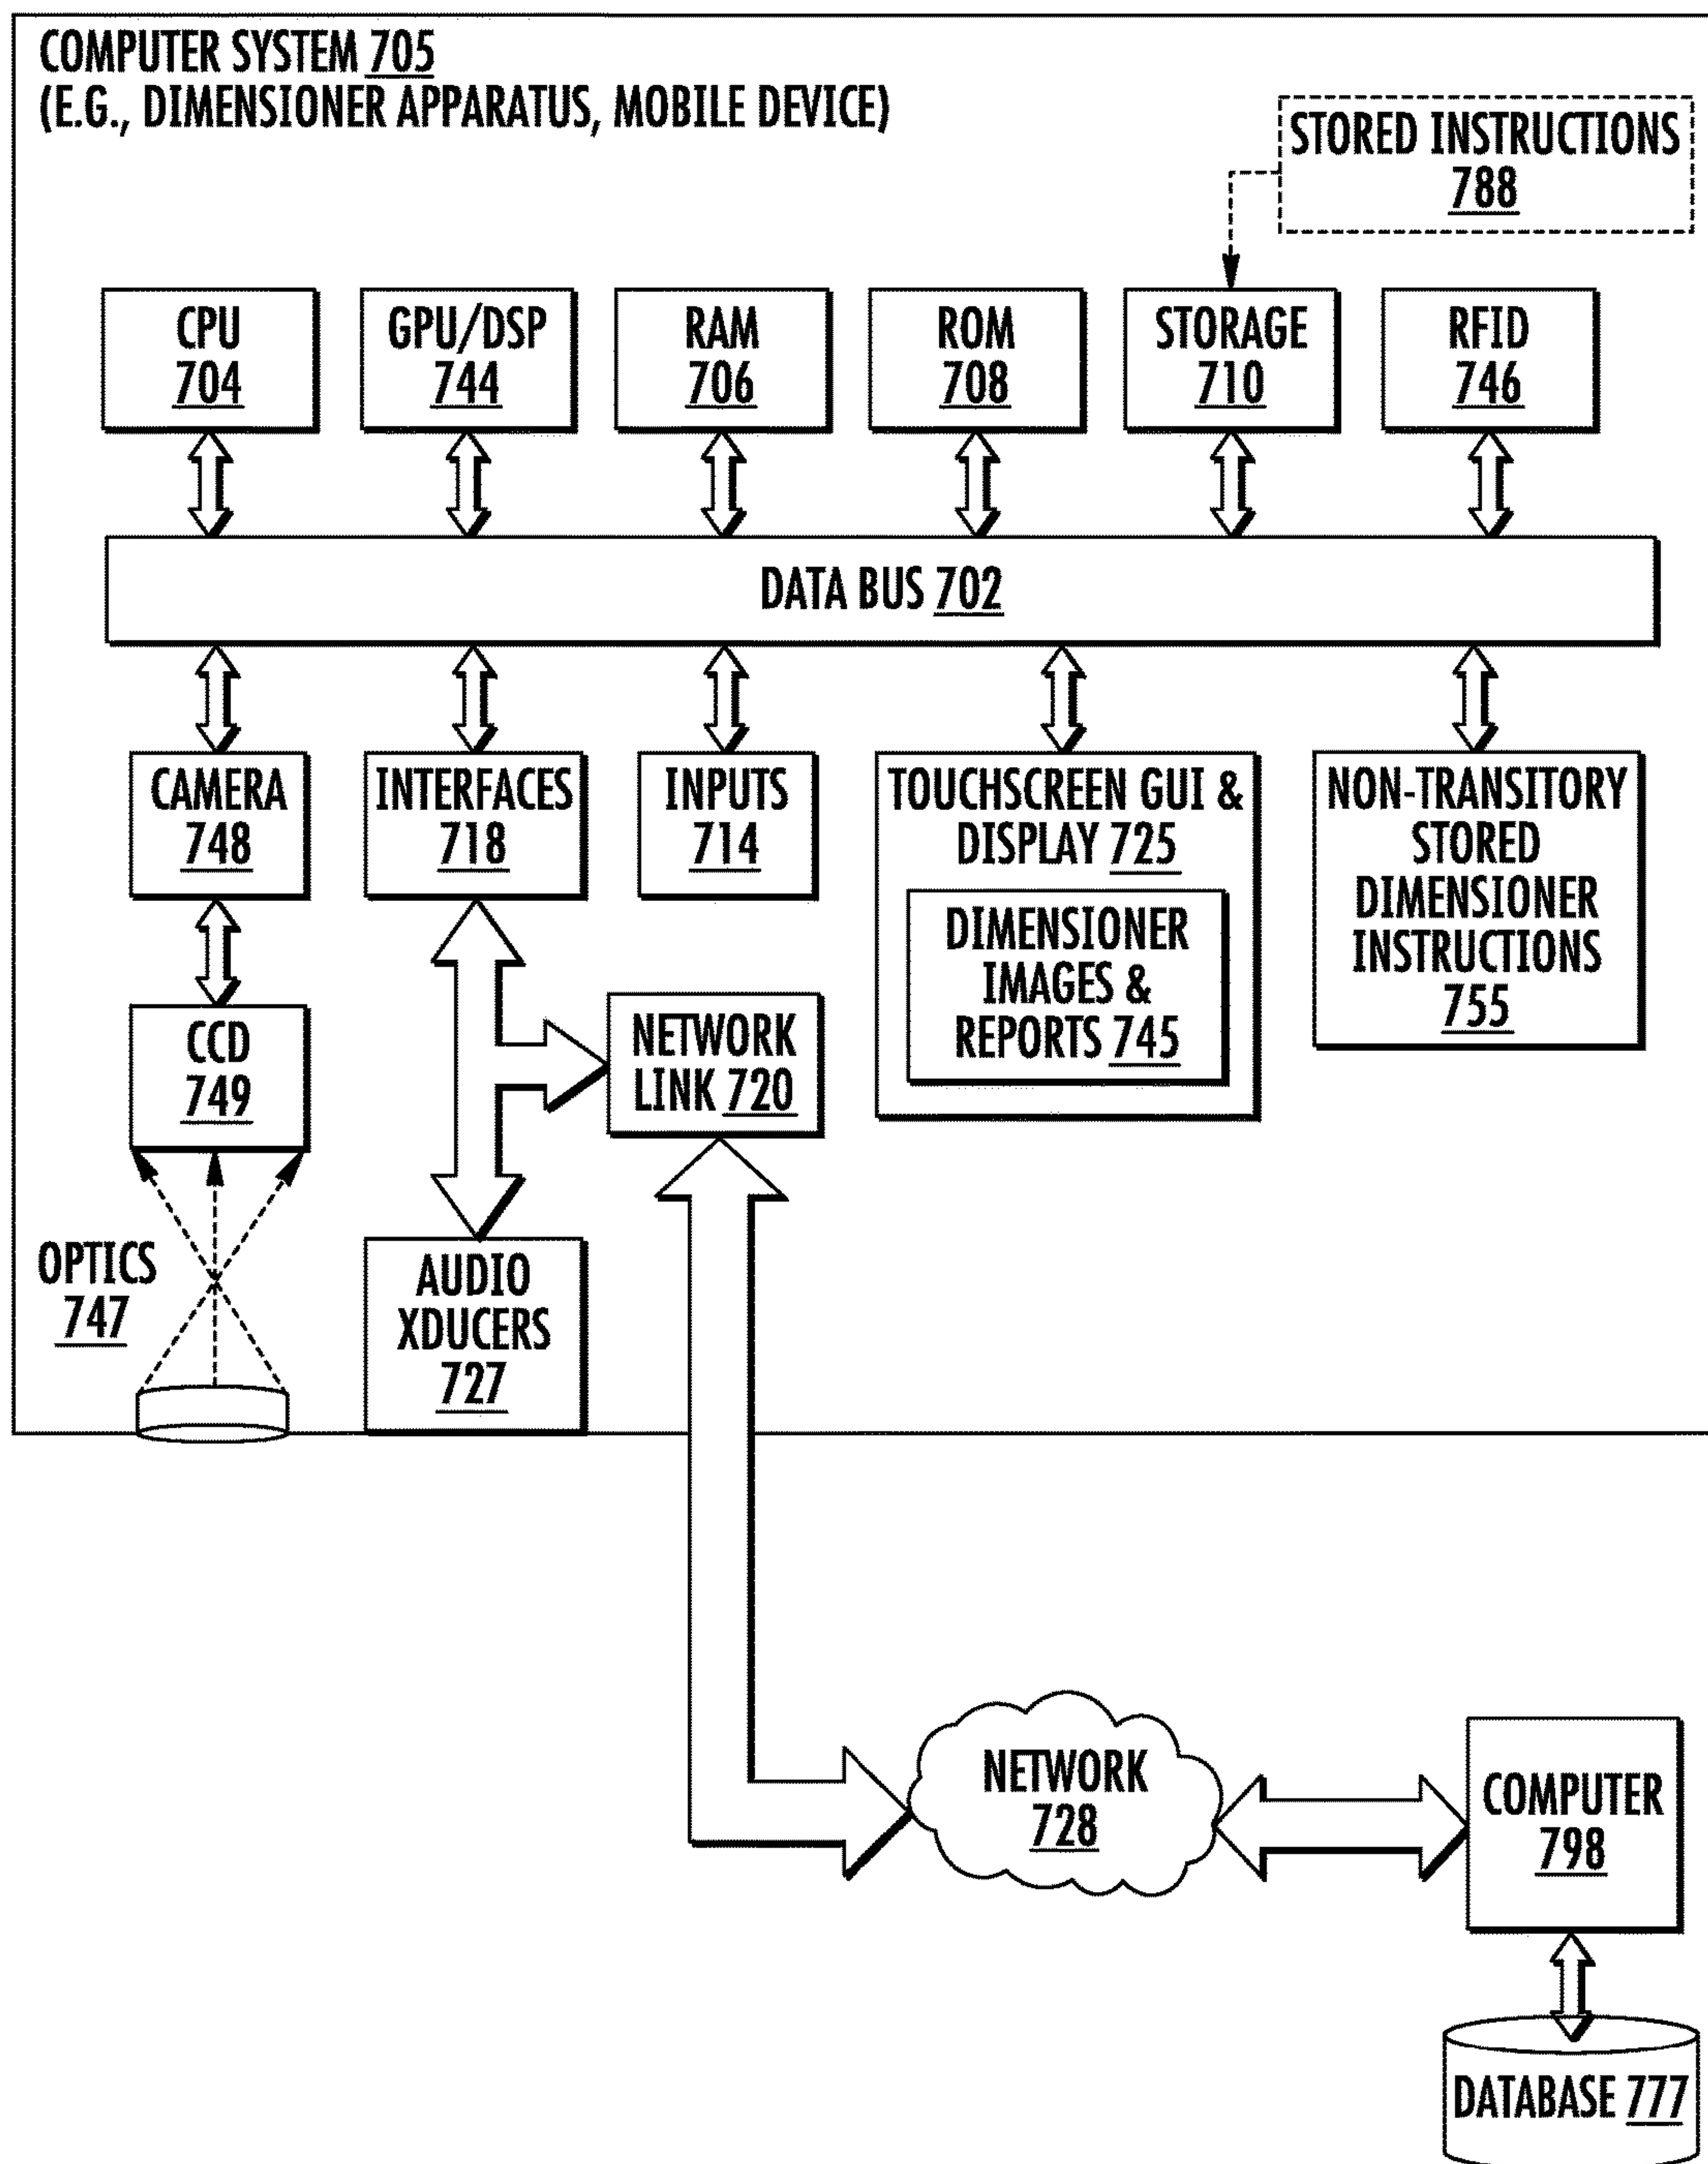 COMPUTER SYSTEM 705
(E.G., DIMENSIONER APPARATUS, MOBILE DEVICE)
STORED INSTRUCTIONS
788
CPU
704
GPU/DSP
744
RAM
706
ROM
708
STORAGE
710
RFID
746
DATA BUS 702
CAMERA
748
INTERFACES
718
INPUTS
714
TOUCHSCREEN GUI &
DISPLAY 725
DIMENSIONER
IMAGES &
REPORTS 745
NON-TRANSITORY
STORED
DIMENSIONER
INSTRUCTIONS
755
CCD
749
NETWORK
LINK 720
OPTICS
747
AUDIO
XDUCERS
727
NETWORK
728
COMPUTER
798
DATABASE 777